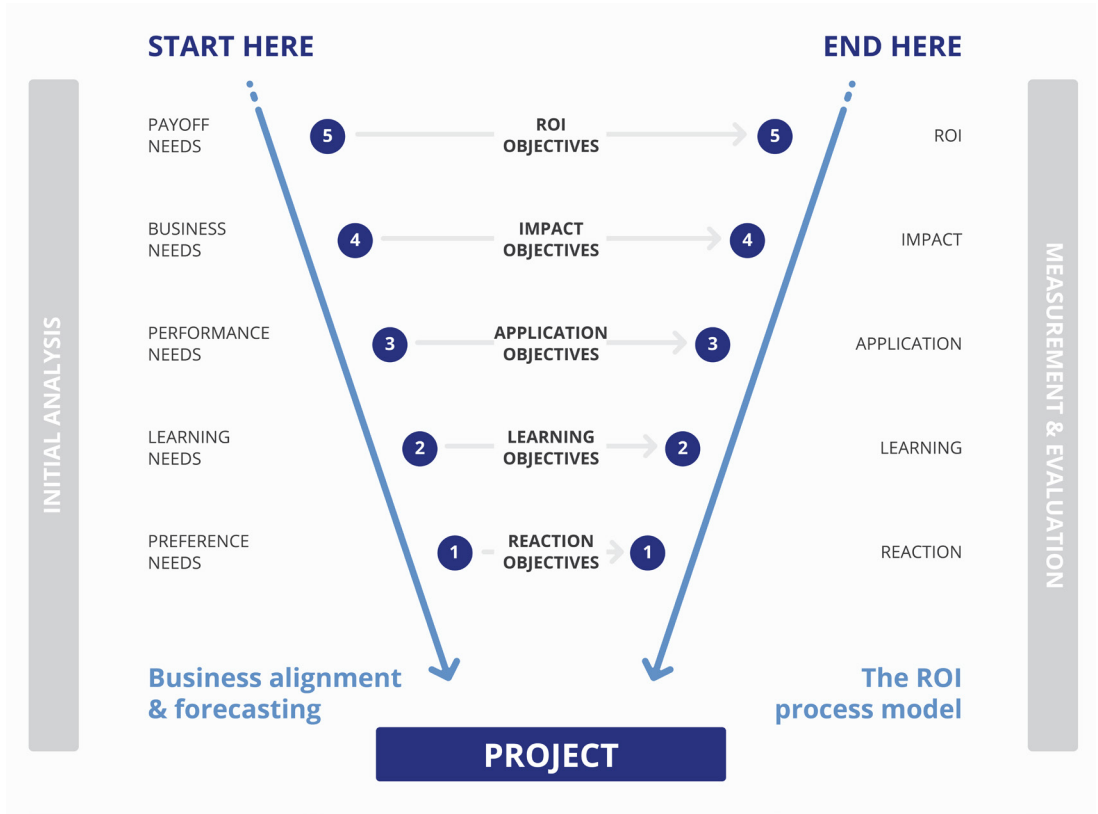 START HERE
END HERE
INITIAL ANALYSIS
PAYOFF
NEEDS
5
ROI
OBJECTIVES
5
ROI
BUSINESS
NEEDS
4
IMPACT
OBJECTIVES
4
IMPACT
PERFORMANCE
NEEDS
3
APPLICATION
OBJECTIVES
3
APPLICATION
LEARNING
NEEDS
2
LEARNING
OBJECTIVES
2
LEARNING
PREFERENCE
NEEDS
1
REACTION
OBJECTIVES
1
REACTION
MEASUREMENT & EVALUATION
Business alignment
& forecasting
The ROI
process model
PROJECT